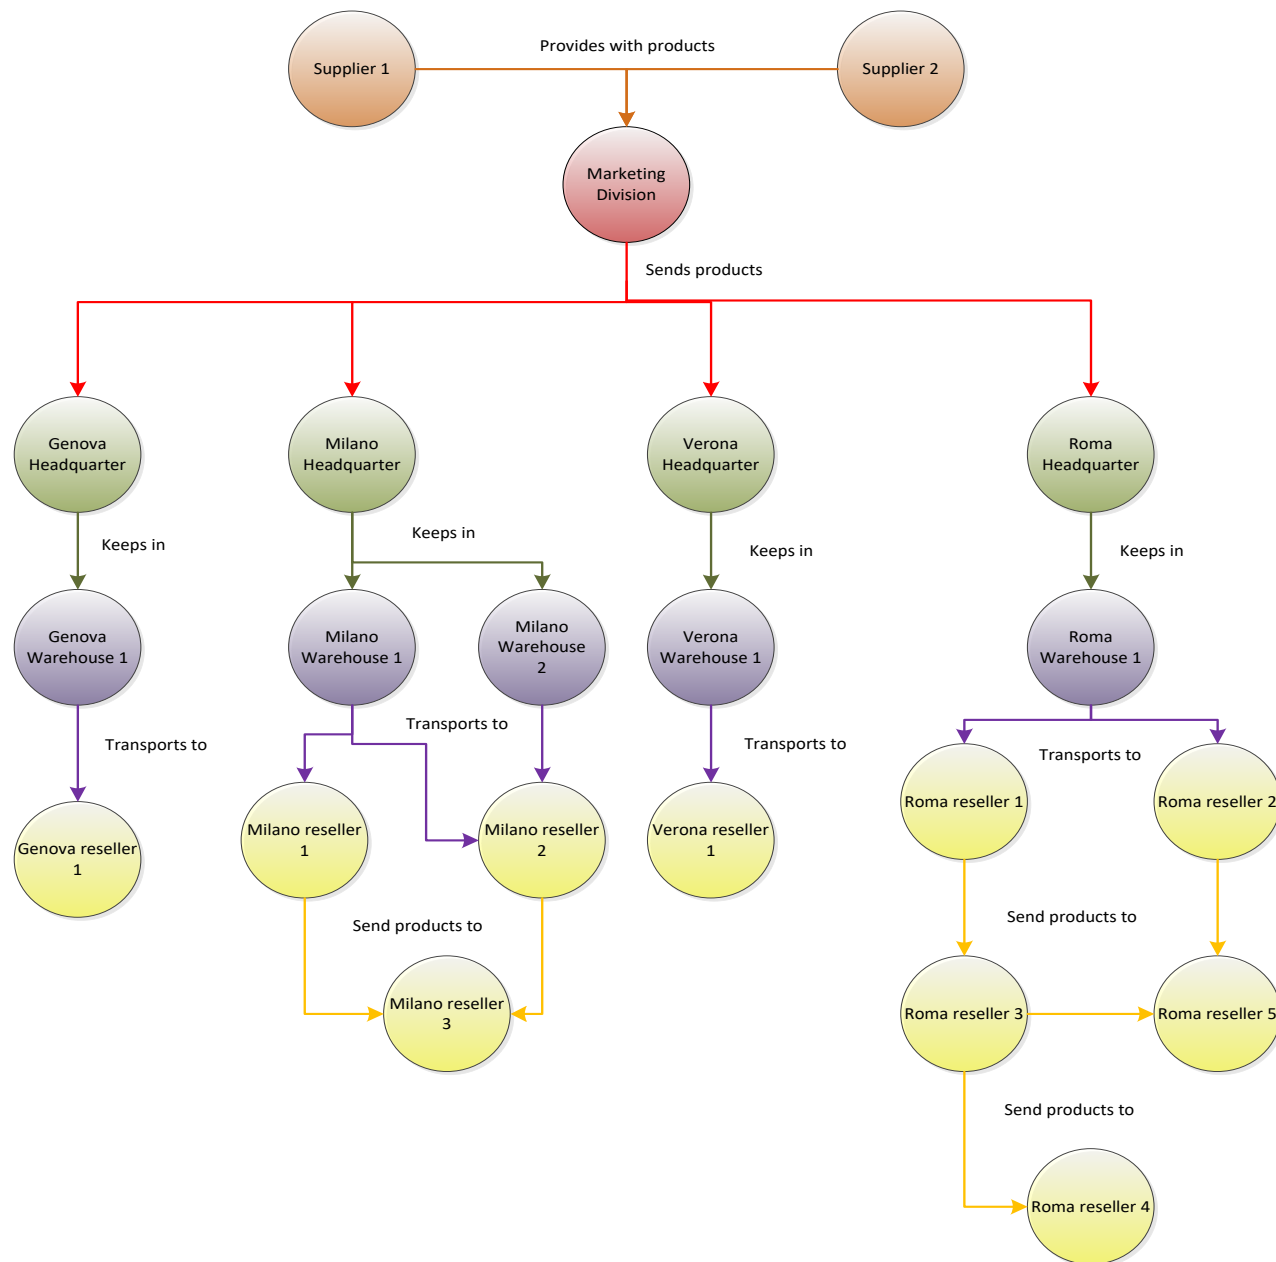 Provides with products
Supplier 1
Supplier 2
Marketing
Division
Sends products
Genova
Headquarter
Milano
Headquarter
Verona
Headquarter
Roma
Headquarter
Keeps in
Keeps in
Keeps in
Keeps in
Genova
Warehouse 1
Milano
Warehouse 1
Milano
Warehouse
2
Verona
Warehouse 1
Roma
Warehouse 1
Transports to
Transports to
Transports to
Transports to
Genova reseller
1
Milano reseller
1
Milano reseller
2
Verona reseller
1
Roma reseller 1
Roma reseller 2
Send products to
Send products to
Milano reseller
3
Roma reseller 3
Roma reseller 5
Send products to
Roma reseller 4